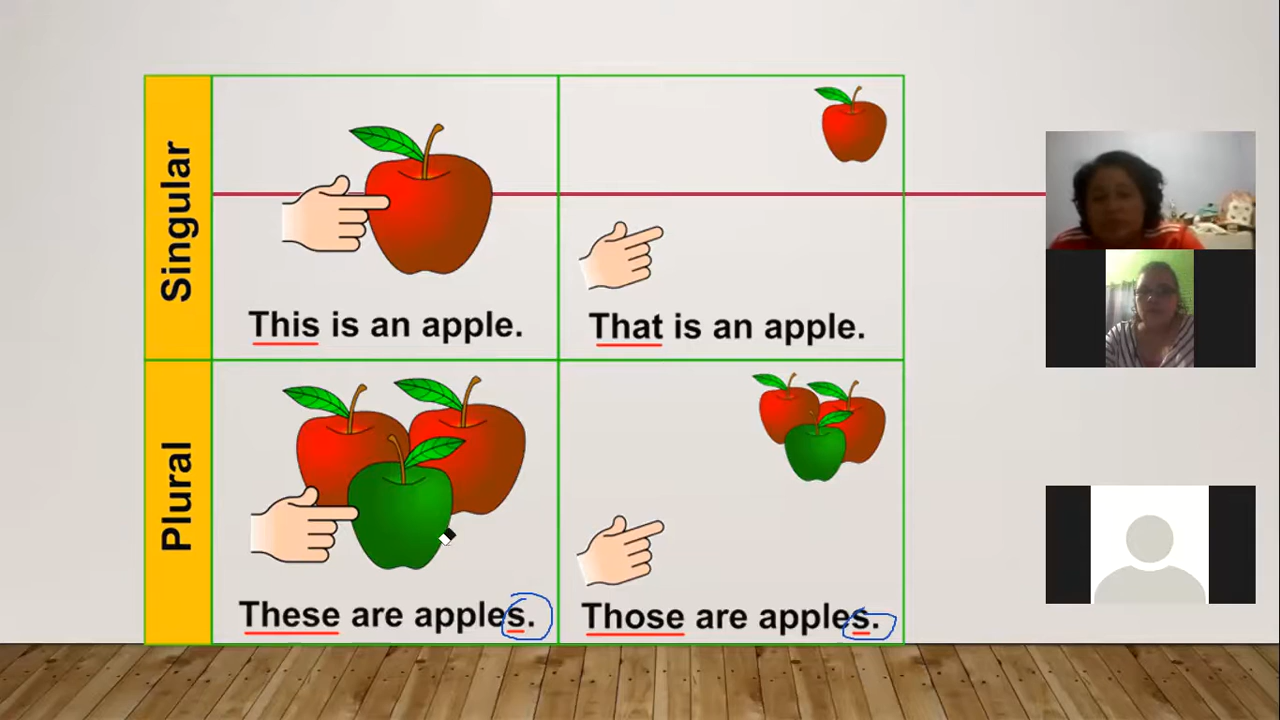 Singular
This is an apple.
That is an apple.
Plural
These are apples.
Those are apples.